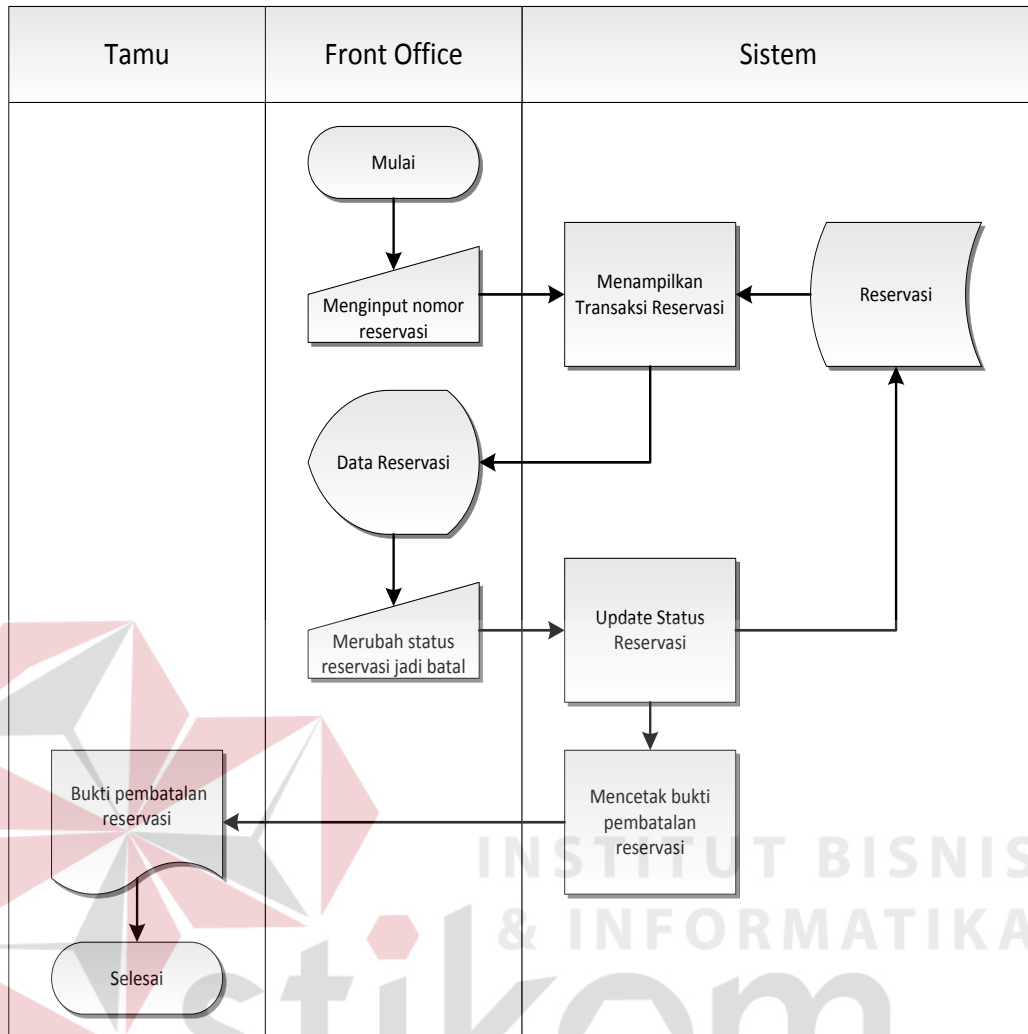 Tamu
Front Office
Sistem
Mulai
Menginput nomor
reservasi
Menampilkan
Transaksi Reservasi
Reservasi
Data Reservasi
Merubah status
reservasi jadi batal
Update Status
Reservasi
Bukti pembatalan
reservasi
Mencetak bukti
pembatalan
reservasi
Selesai
INSTITUT BISNIS
& INFORMATIKA
stikom